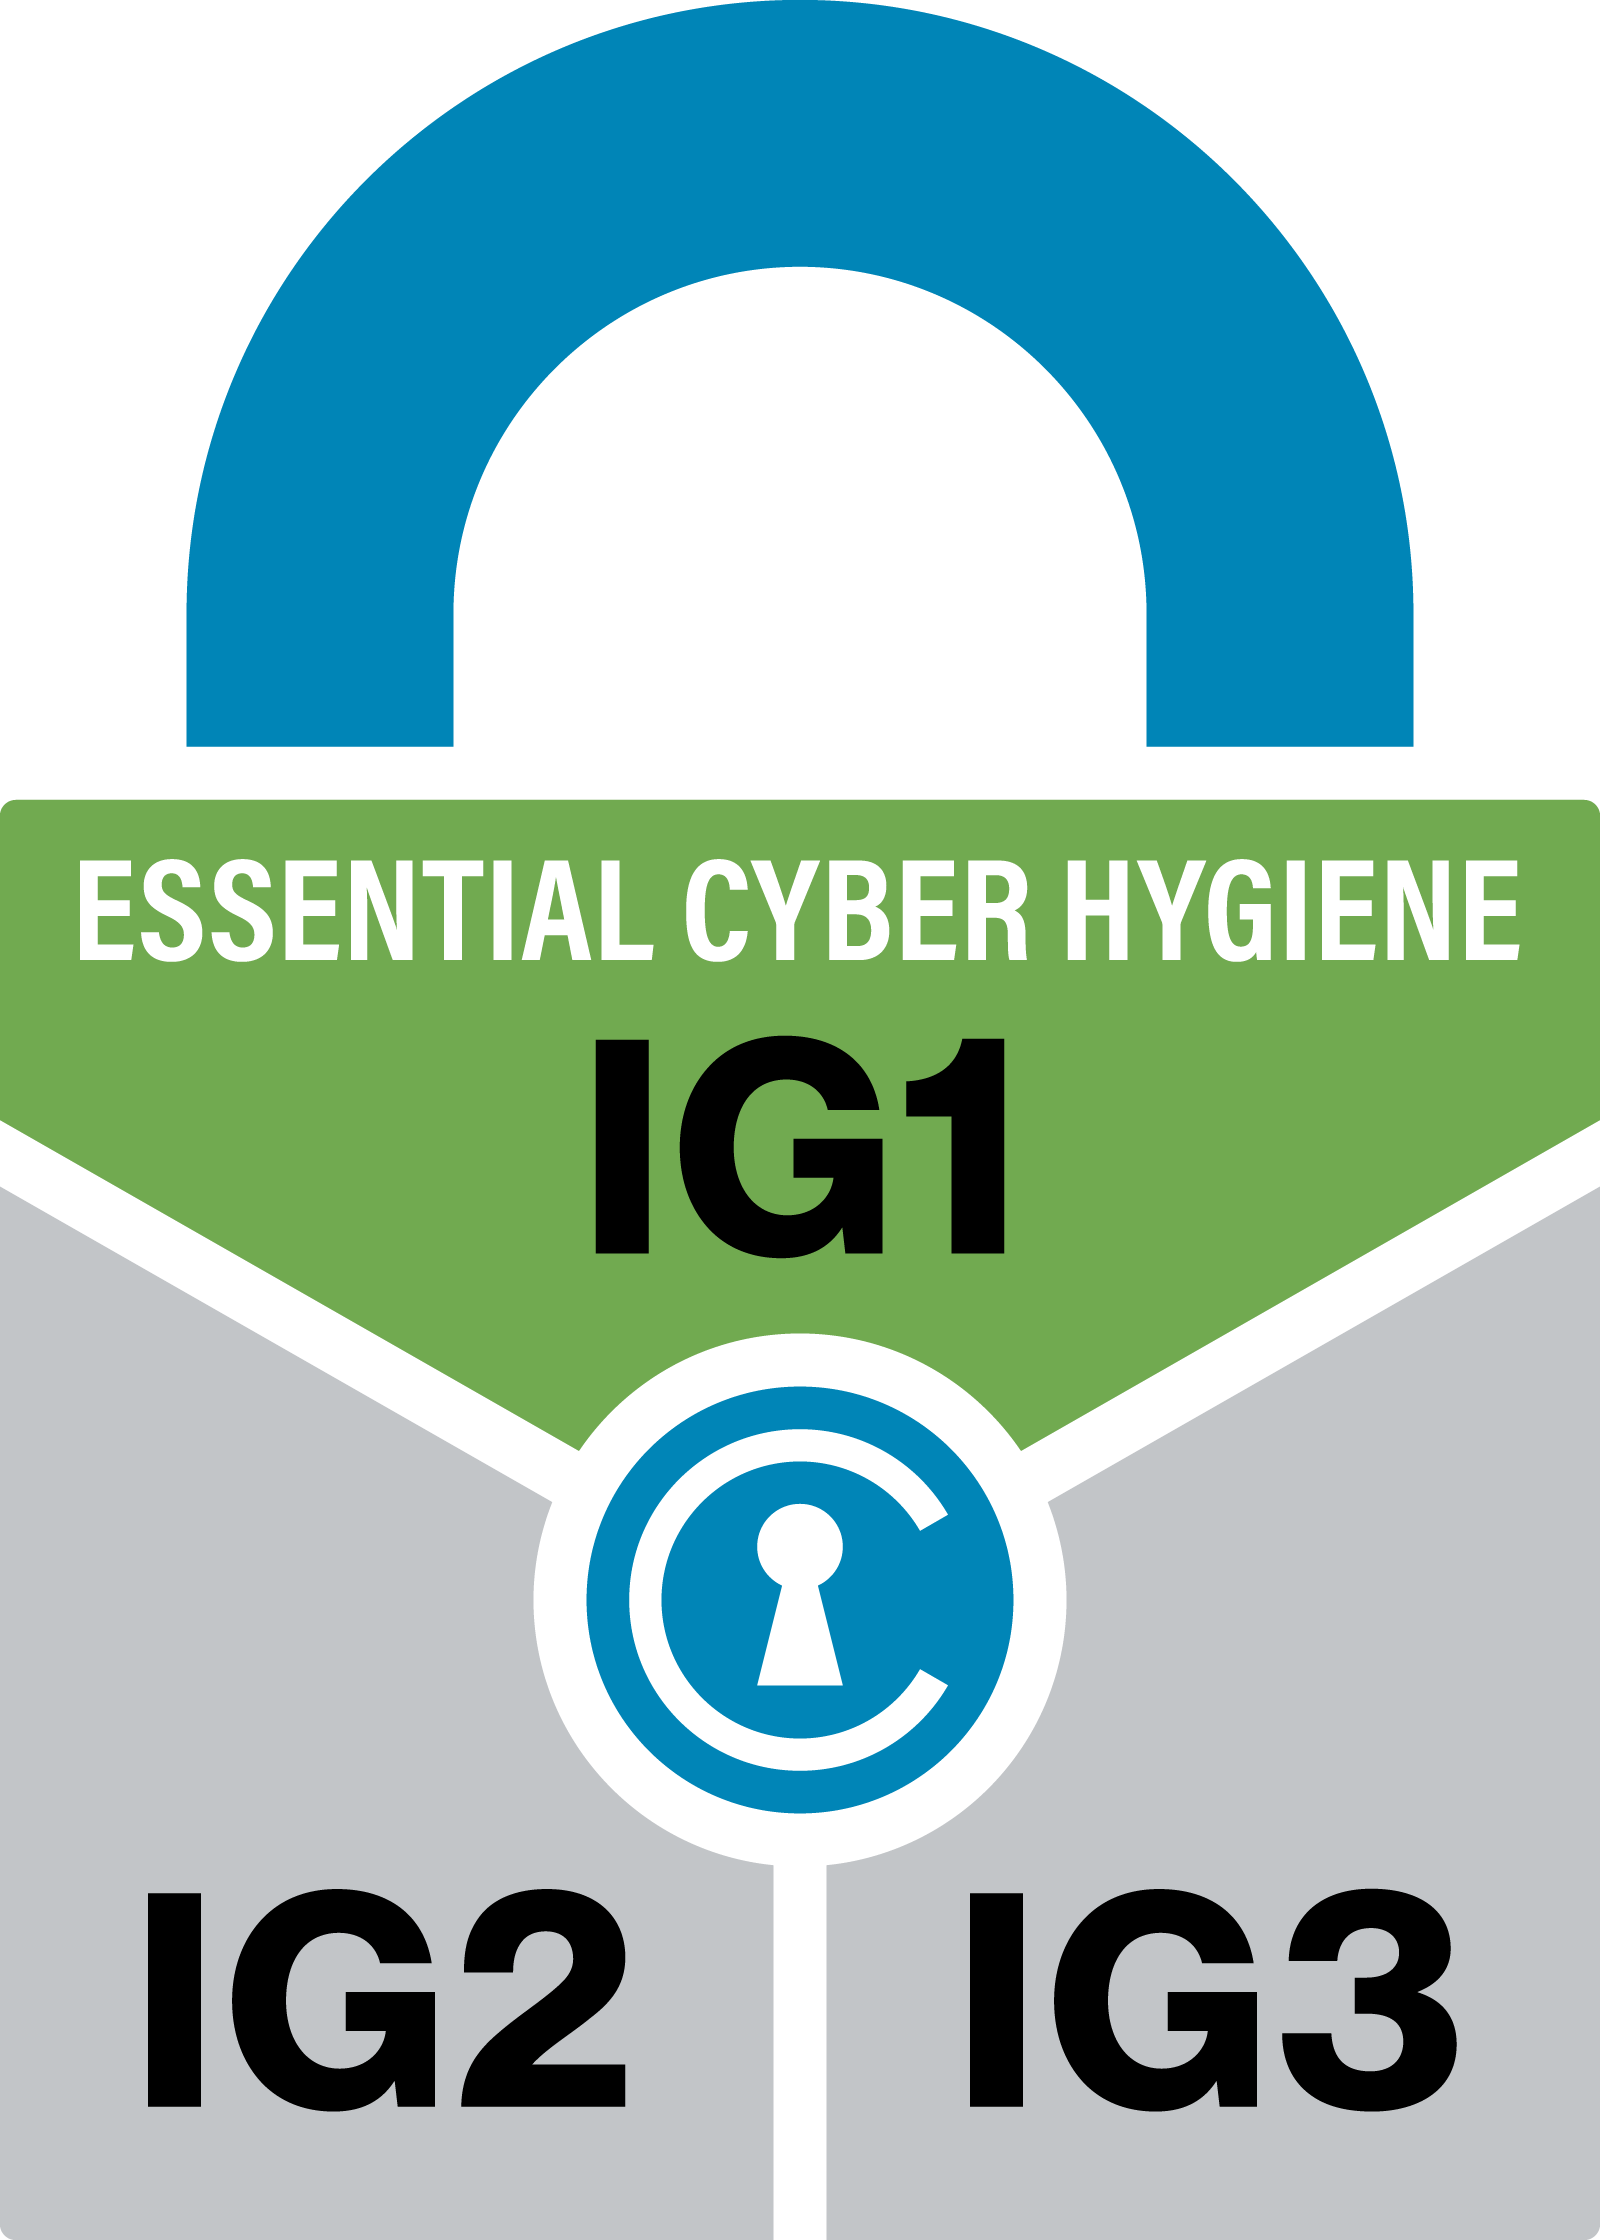 ESSENTIAL CYBER HYGIENE
IG1
IG2
IG3